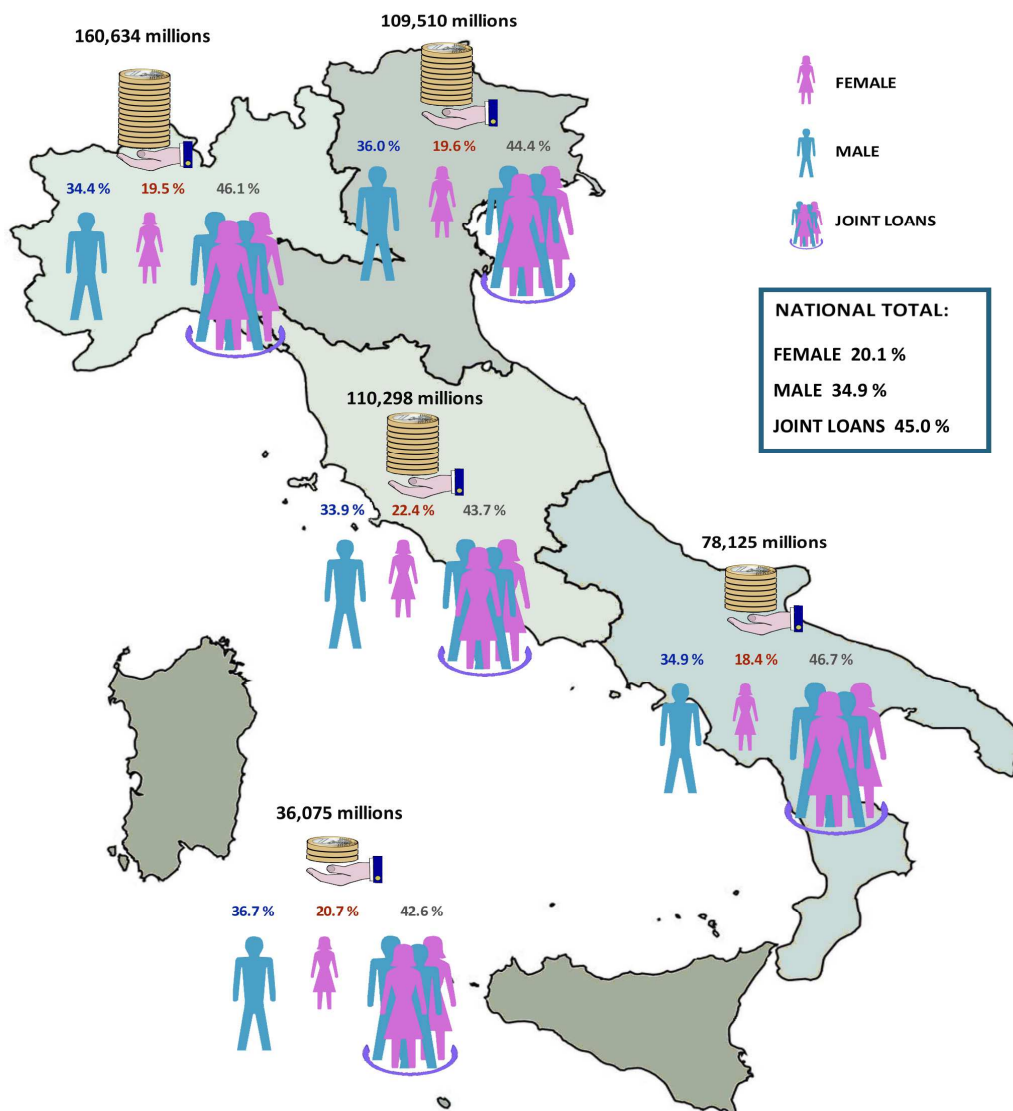 160,634 millions
34.4 % 19.5 % 46.1 %
109,510 millions
36.0 % 19.6 % 44.4 %
FEMALE
MALE
JOINT LOANS
NATIONAL TOTAL:
FEMALE 20.1 %
MALE 34.9 %
JOINT LOANS 45.0 %
110,298 millions
33.9 % 22.4 % 43.7 %
78,125 millions
34.9 % 18.4 % 46.7 %
36,075 millions
36.7 % 20.7 % 42.6 %